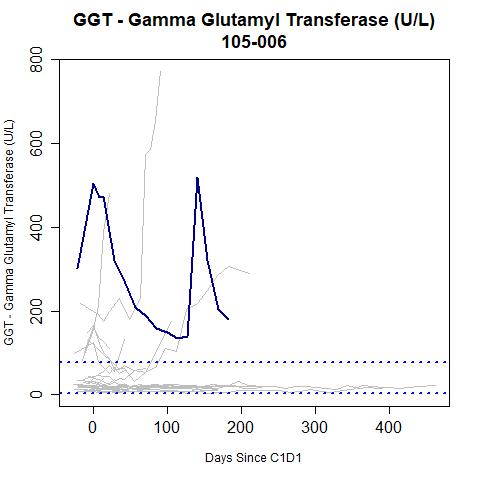 GGT - Gamma Glutamyl Transferase (U/L)
105-006
GGT - Gamma Glutamyl Transferase (U/L)
800
600
400
200
0
0 100 200 300 400
Days Since C1D1